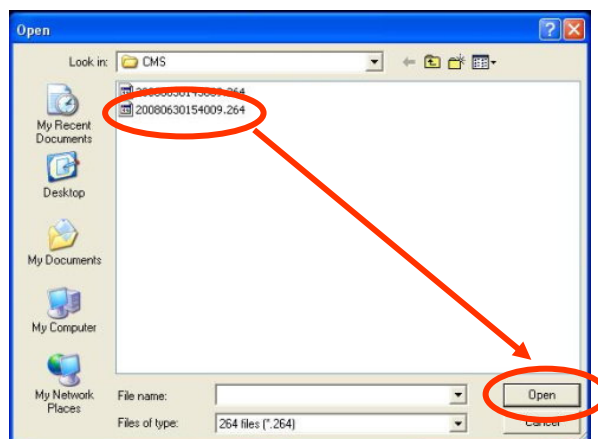 Open
Look in: CMS
20080630154009.264
My Recent
Documents
Desktop
My Documents
My Computer
My Network
Places
File name:
Open
Files of type: 264 files (*.264)
Cancel